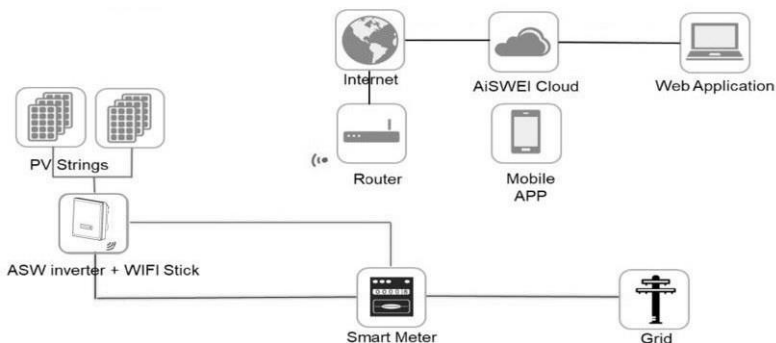 Internet
AiSWEI Cloud
Web Application
PV Strings
Router
Mobile
APP
ASW inverter + WIFI Stick
Smart Meter
Grid